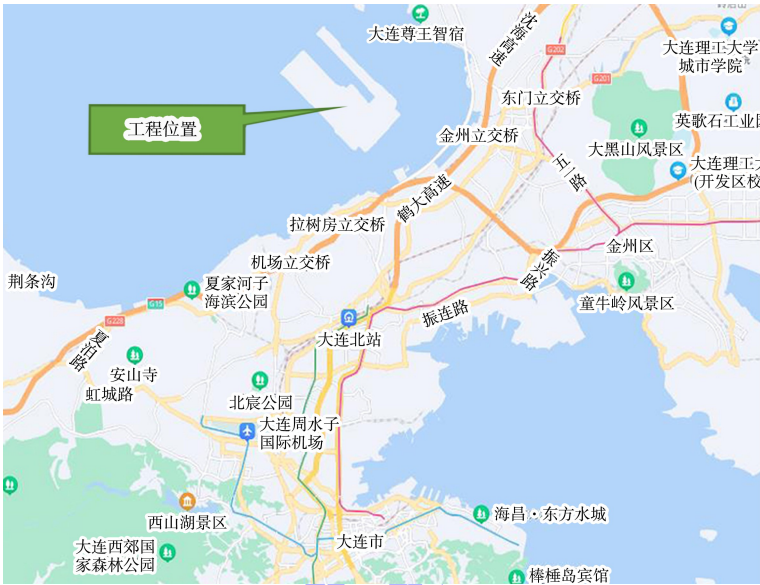 大连尊王智宿
沈海高速
G202
大连理工大学
城市学院
G201
东门立交桥
英歌石工业园
工程位置
金州立交桥
大黑山风景区
五一路
大连理工大
(开发区校
鹤大高速
拉树房立交桥
金州区
机场立交桥
振兴路
荆条沟
夏家河子
海滨公园
G15
童牛岭风景区
G228
振连路
夏泊路
大连北站
安山寺
虹城路
北宸公园
大连周水子
国际机场
西山湖景区
海昌·东方水城
大连市
大连西郊国
家森林公园
棒棰岛宾馆